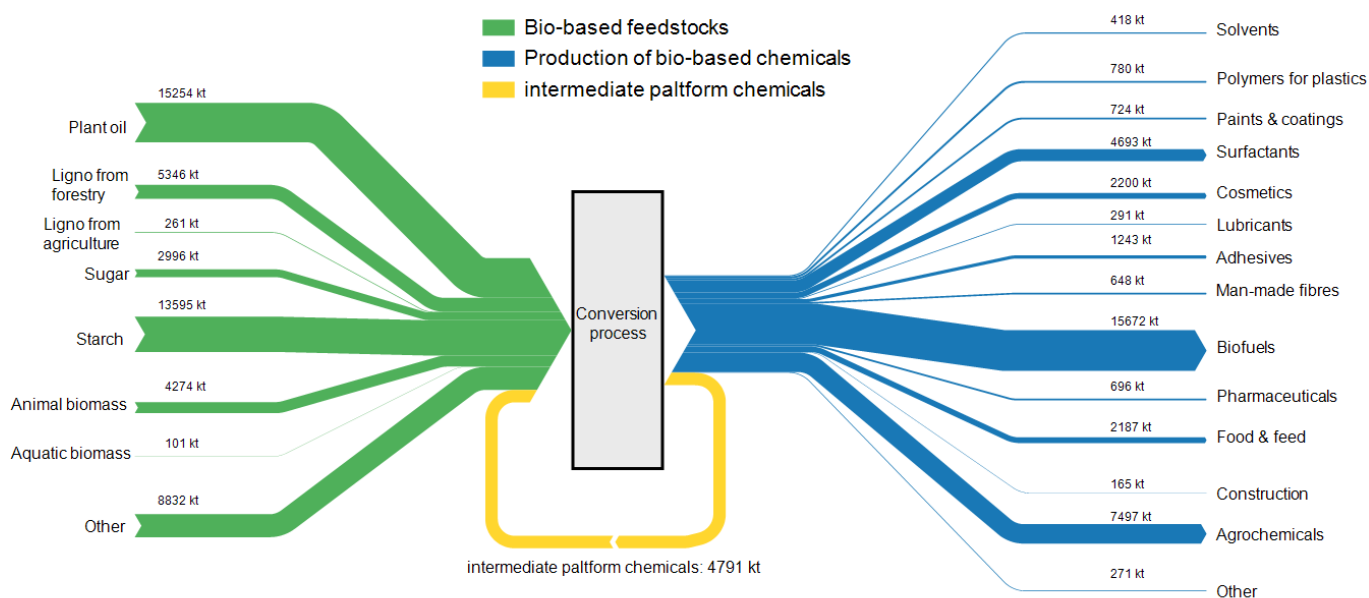 Bio-based feedstocks
Production of bio-based chemicals
intermediate paltform chemicals
15254 kt
Plant oil
5346 kt
Ligno from
forestry
261 kt
Ligno from
agriculture
2996 kt
Sugar
13595 kt
Starch
4274 kt
Animal biomass
101 kt
Aquatic biomass
8832 kt
Other
Conversion
process
intermediate paltform chemicals: 4791 kt
418 kt
Solvents
780 kt
Polymers for plastics
724 kt
Paints & coatings
4693 kt
Surfactants
2200 kt
Cosmetics
291 kt
Lubricants
1243 kt
Adhesives
648 kt
Man-made fibres
15672 kt
Biofuels
696 kt
Pharmaceuticals
2187 kt
Food & feed
165 kt
Construction
7497 kt
Agrochemicals
271 kt
Other